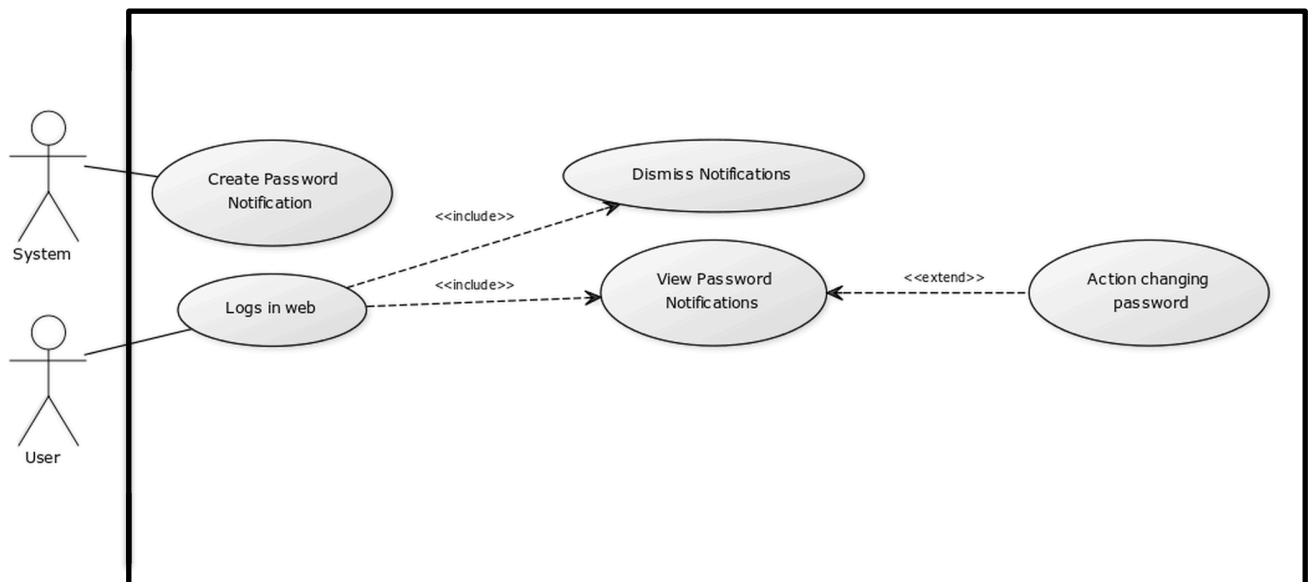 System
User
Create Password
Notification
Logs in web
<<include>>
<<include>>
Dismiss Notifications
View Password
Notifications
<<extend>>
Action changing
password